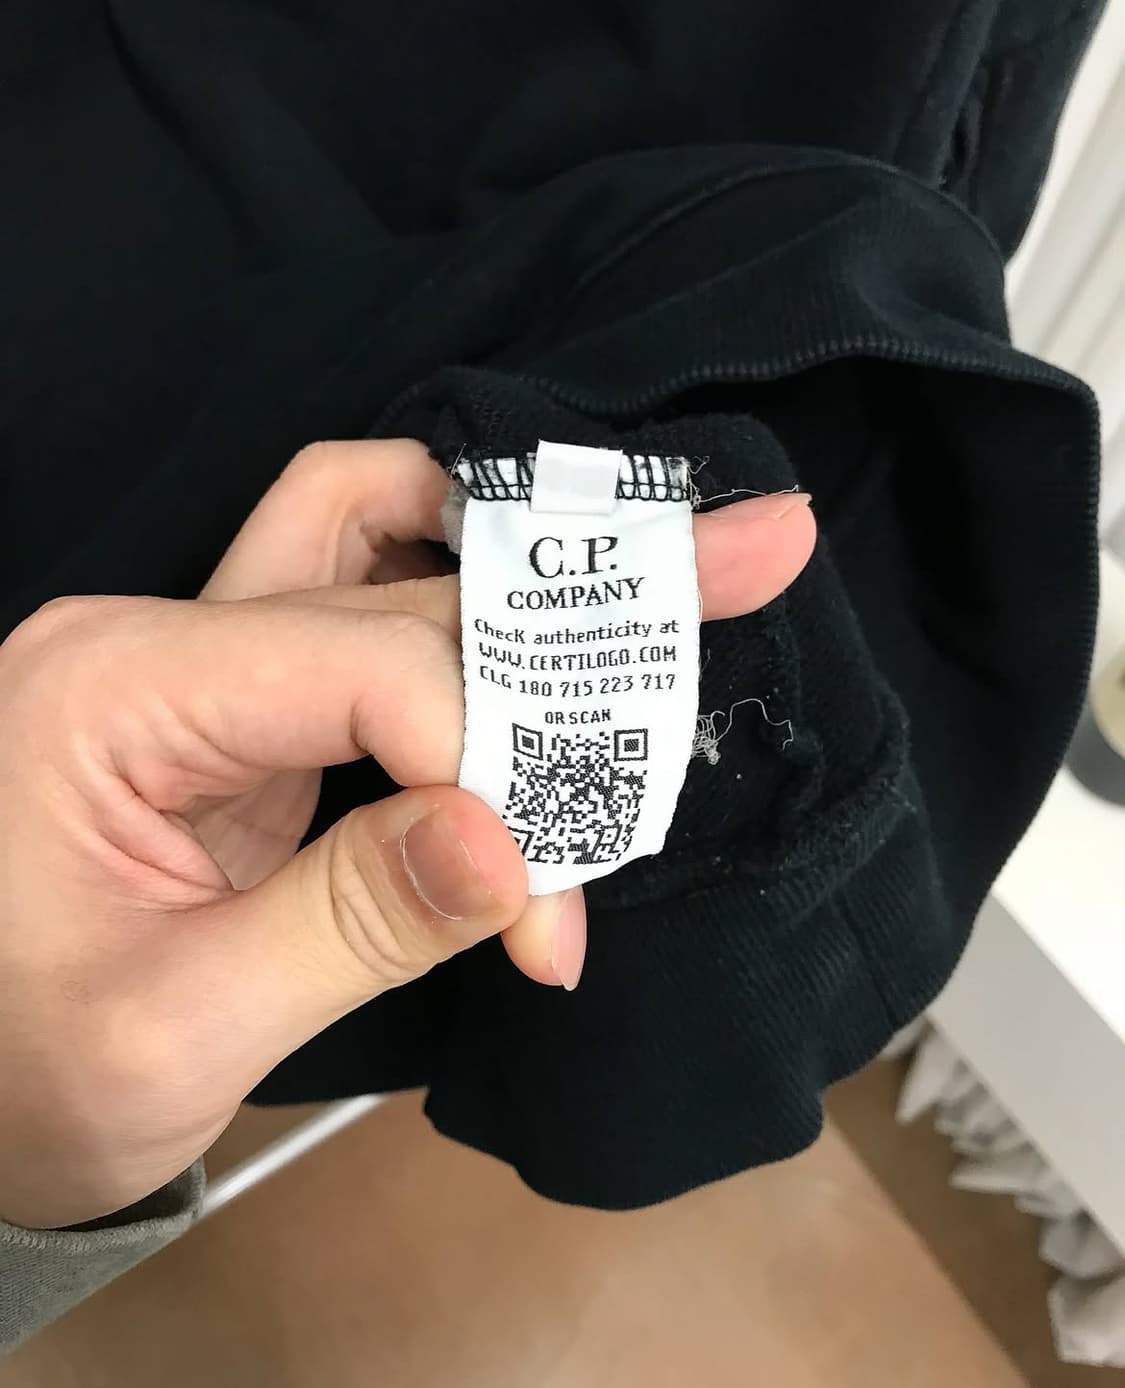 C.P.
COMPANY
Check authenticity at
WWW.CERTILOGO.COM
CLG 180 715 223 717
OR SCAN